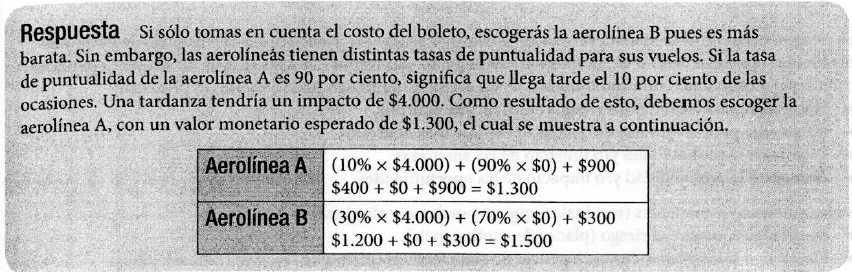 Respuesta Si sólo tomas en cuenta el costo del boleto, escogerás la aerolínea B pues es más
barata. Sin embargo, las aerolíneas tienen distintas tasas de puntualidad para sus vuelos. Si la tasa
de puntualidad de la aerolínea A es 90 por ciento, significa que llega tarde el 10 por ciento de las
ocasiones. Una tardanza tendría un impacto de $4.000. Como resultado de esto, debemos escoger la
aerolínea A, con un valor monetario esperado de $1.300, el cual se muestra a continuación.
Aerolínea A (10% × $4.000) + (90% × $0) + $900
$400 + $0 + $900 = $1.300
Aerolínea B (30% × $4.000) + (70% × $0) + $300
$1.200 + $0 + $300 = $1.500